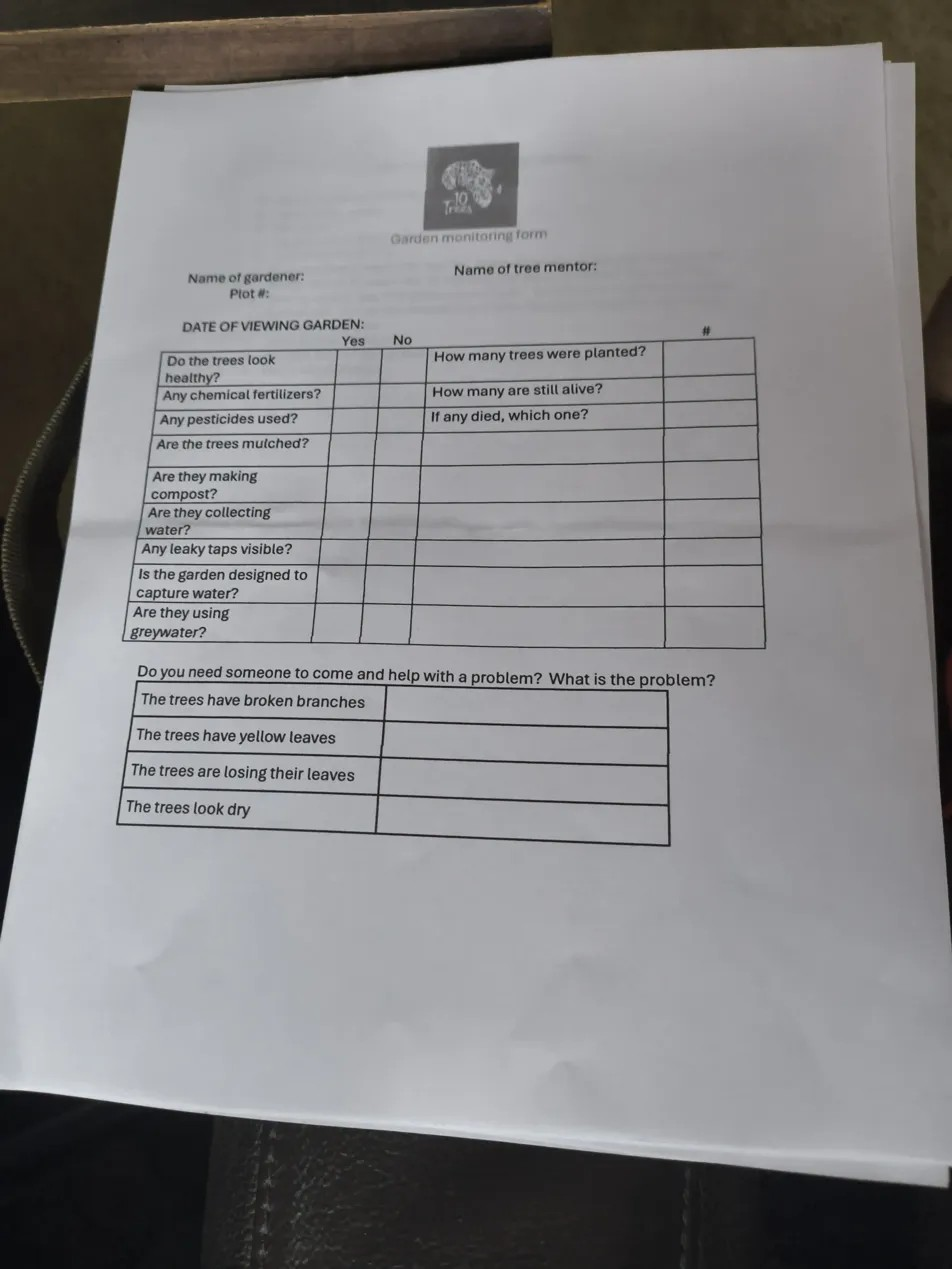 10
Trees
Garden monitoring form
Name of gardener:
Name of tree mentor:
Plot #:
DATE OF VIEWING GARDEN:
Yes No #
Do the trees look
healthy?
How many trees were planted?
Any chemical fertilizers?
How many are still alive?
Any pesticides used?
If any died, which one?
Are the trees mulched?
Are they making
compost?
Are they collecting
water?
Any leaky taps visible?
Is the garden designed to
capture water?
Are they using
greywater?
Do you need someone to come and help with a problem? What is the problem?
The trees have broken branches
The trees have yellow leaves
The trees are losing their leaves
The trees look dry